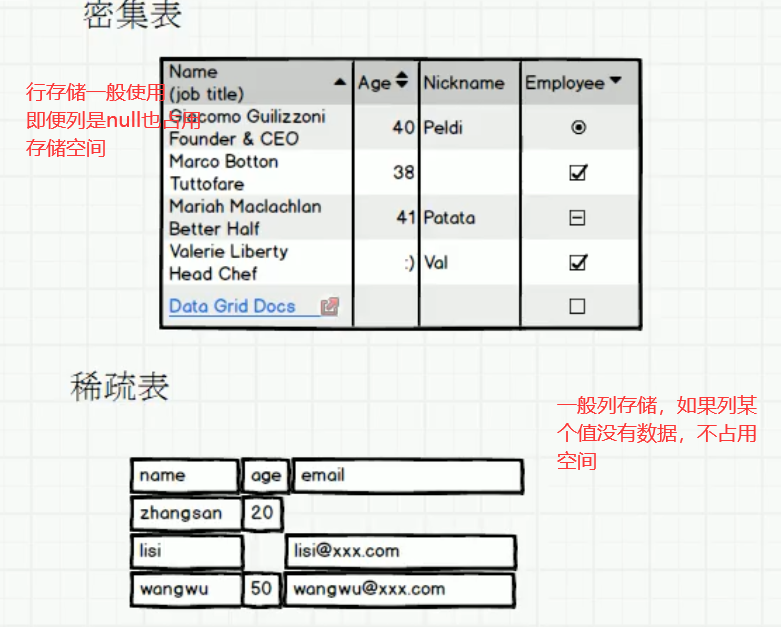 密集表
行存储一般使用
即便列是null也占用
存储空间
Name
(job title)
Age
Nickname
Employee
Giacomo Guilizzoni
Founder & CEO
40
Peldi
Marco Botton
Tuttofare
38
Mariah Maclachlan
Better Half
41
Patata
Valerie Liberty
Head Chef
:)
Val
Data Grid Docs
稀疏表
一般列存储，如果列某
个值没有数据，不占用
空间
name age email
zhangsan 20
lisi lisi@xxx.com
wangwu 50 wangwu@xxx.com